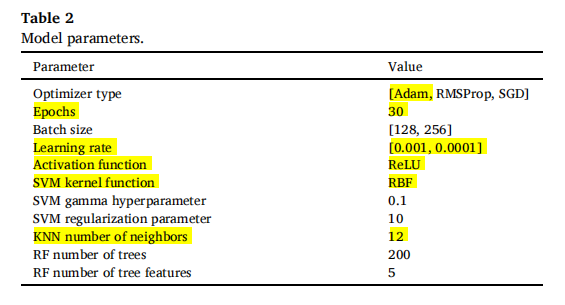 Table 2
Model parameters.
Parameter Value
Optimizer type [Adam, RMSProp, SGD]
Epochs 30
Batch size [128, 256]
Learning rate [0.001, 0.0001]
Activation function ReLU
SVM kernel function RBF
SVM gamma hyperparameter 0.1
SVM regularization parameter 10
KNN number of neighbors 12
RF number of trees 200
RF number of tree features 5